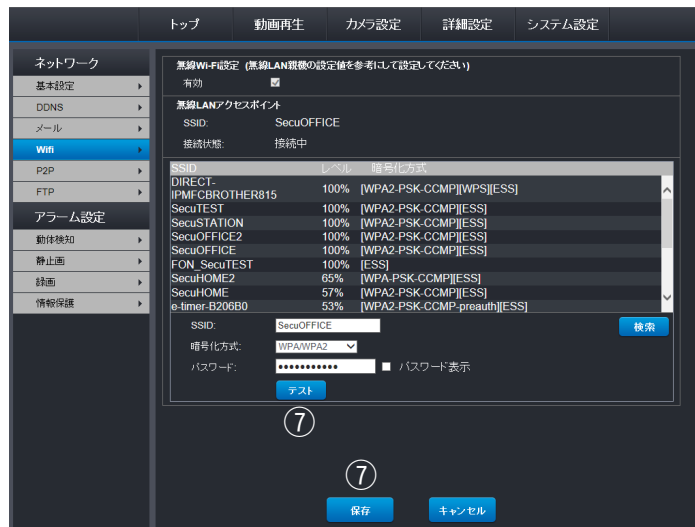 トップ 動画再生 カメラ設定 詳細設定 システム設定
ネットワーク
基本設定
DDNS
メール
Wifi
P2P
FTP
アラーム設定
動体検知
静止画
録画
情報保護
無線Wi-Fi設定 (無線LAN親機の設定値を参考にして設定してください)
有効
無線LANアクセスポイント
SSID: SecuOFFICE
接続状態: 接続中
SSID レベル 暗号化方式
DIRECT-
IPMFCBROTHER815 100% [WPA2-PSK-CCMP][WPS][ESS]
SecuTEST 100% [WPA2-PSK-CCMP][ESS]
SecuSTATION 100% [WPA2-PSK-CCMP][ESS]
SecuOFFICE2 100% [WPA2-PSK-CCMP][ESS]
SecuOFFICE 100% [WPA2-PSK-CCMP][ESS]
FON_SecuTEST 100% [ESS]
SecuHOME2 65% [WPA-PSK-CCMP][ESS]
SecuHOME 57% [WPA2-PSK-CCMP][ESS]
e-timer-B206B0 53% [WPA2-PSK-CCMP-preauth][ESS]
SSID: SecuOFFICE 検索
暗号化方式: WPA/WPA2
パスワード: ••••••••••• パスワード表示
テスト
⑦
⑦
保存 キャンセル